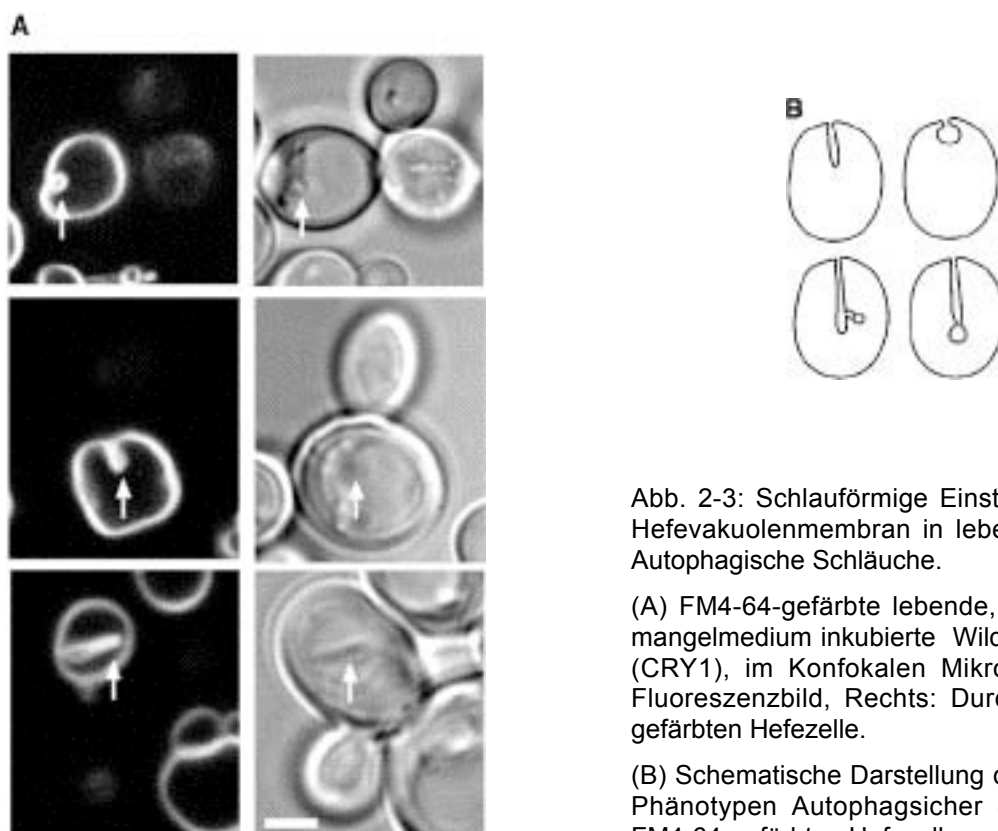 A
B
Abb. 2-3: Schlauförmige Einst
Hefevakuolenmembran in lebe
Autophagische Schläuche.
(A) FM4-64-gefärbte lebende,
mangelmedium inkubierte Wild
(CRY1), im Konfokalen Mikro
Fluoreszenzbild, Rechts: Durc
gefärbten Hefezelle.
(B) Schematische Darstellung d
Phänotypen Autophagsicher